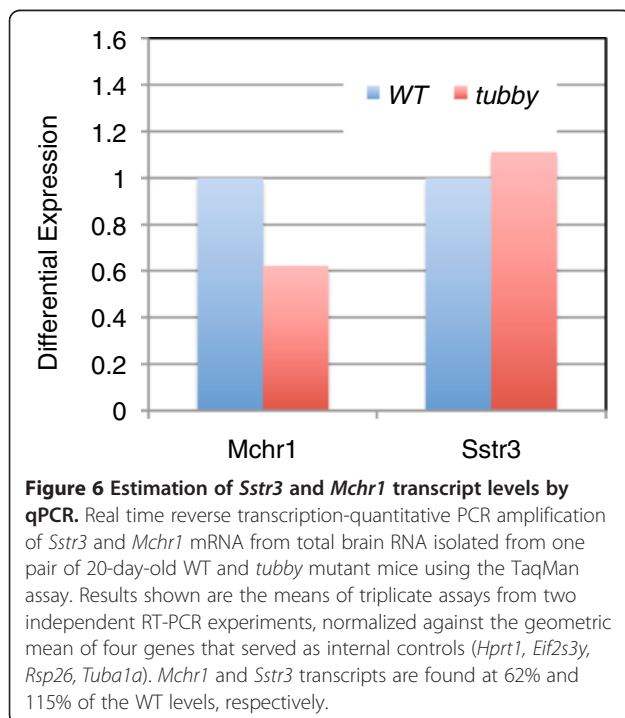 1.6
1.4
WT tubby
1.2
1
0.8
0.6
0.4
0.2
0
Differential Expression
Mchr1 Sstr3
Figure 6 Estimation of Sstr3 and Mchr1 transcript levels by
qPCR. Real time reverse transcription-quantitative PCR amplification
of Sstr3 and Mchr1 mRNA from total brain RNA isolated from one
pair of 20-day-old WT and tubby mutant mice using the TaqMan
assay. Results shown are the means of triplicate assays from two
independent RT-PCR experiments, normalized against the geometric
mean of four genes that served as internal controls (Hprt1, Eif2s3y,
Rsp26, Tuba1a). Mchr1 and Sstr3 transcripts are found at 62% and
115% of the WT levels, respectively.